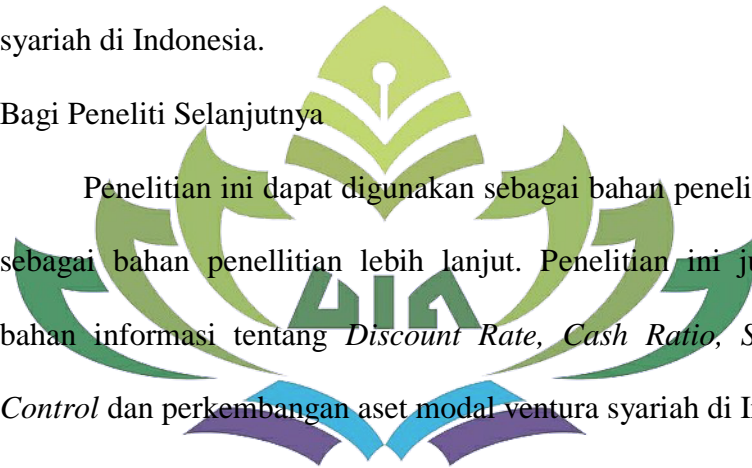 syariah di Indonesia.
Bagi Peneliti Selanjutnya
Penelitian ini dapat digunakan sebagai bahan
sebagai bahan penellitian lebih lanjut. Penelitian ini
bahan informasi tentang Discount Rate, Cash Ratio,
UIN
Control dan perkembangan aset modal ventura syariah di